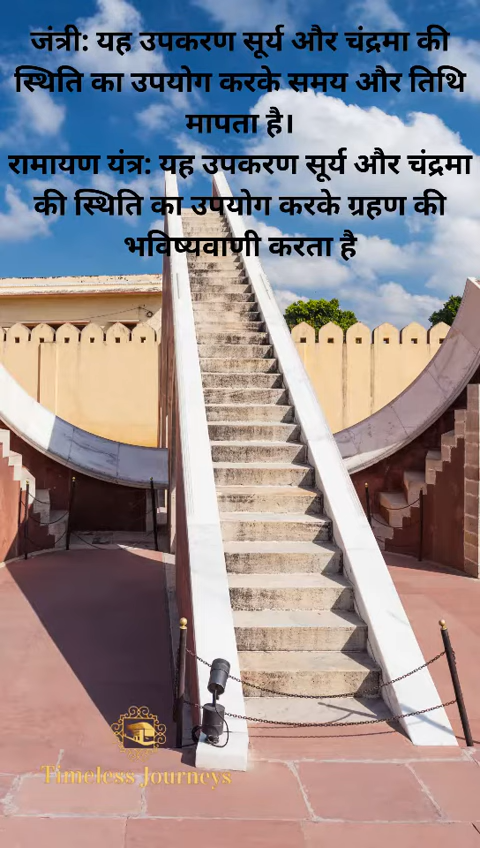 जंत्री: यह उपकरण सूर्य और चंद्रमा की
स्थिति का उपयोग करके समय और तिथि
मापता है।
रामायण यंत्र: यह उपकरण सूर्य और चंद्रमा
की स्थिति का उपयोग करके ग्रहण की
भविष्यवाणी करता है
Timeless Journeys